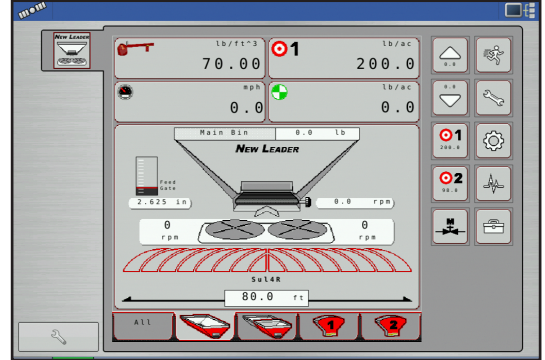 New Leader
lb/ft^3
70.00
1
lb/ac
200.0
mph
0.0
lb/ac
0.0
Main Bin
0.0 lb
New Leader
Feed
Gate
2.625 in
0.0 rpm
0
rpm
0
rpm
Sul4R
80.0 ft
All
1
2
0.0
0.0
1
200.0
2
90.0
M